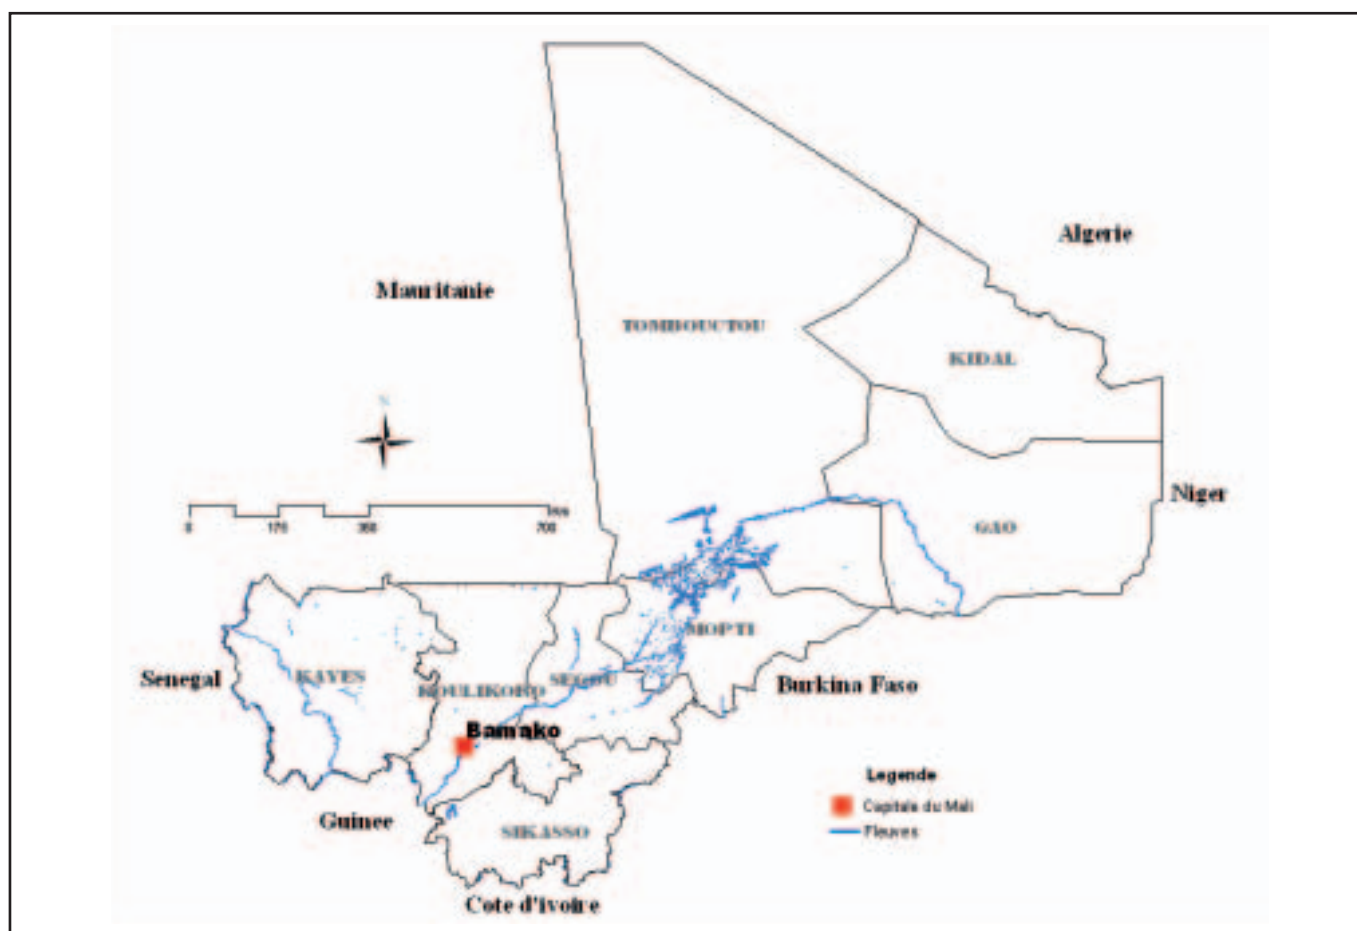 Algerie
Mauritanie
TOMBOUCTOU
KIDAL
N
Niger
0 175 350 700
GAO
MOPTI
Senegal
KAYES
KOULIKORO
SEGOU
Burkina Faso
Bamako
Legende
Capitale du Mali
Fleuves
Guinee
SIKASSO
Cote d'ivoire